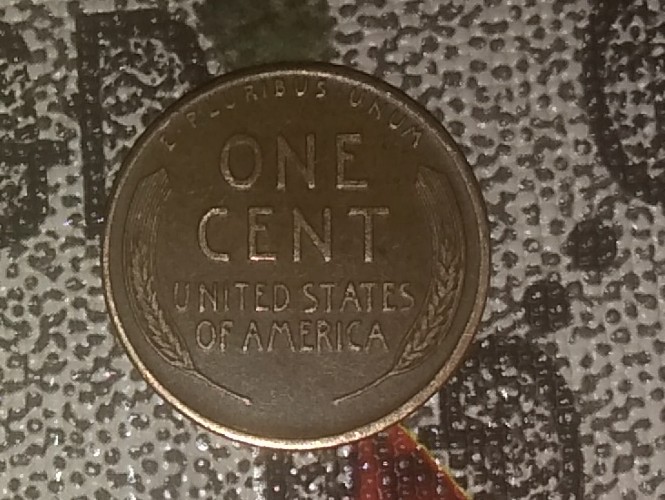 E·PLURIBUS·UNUM
ONE
CENT
UNITED STATES
OF AMERICA